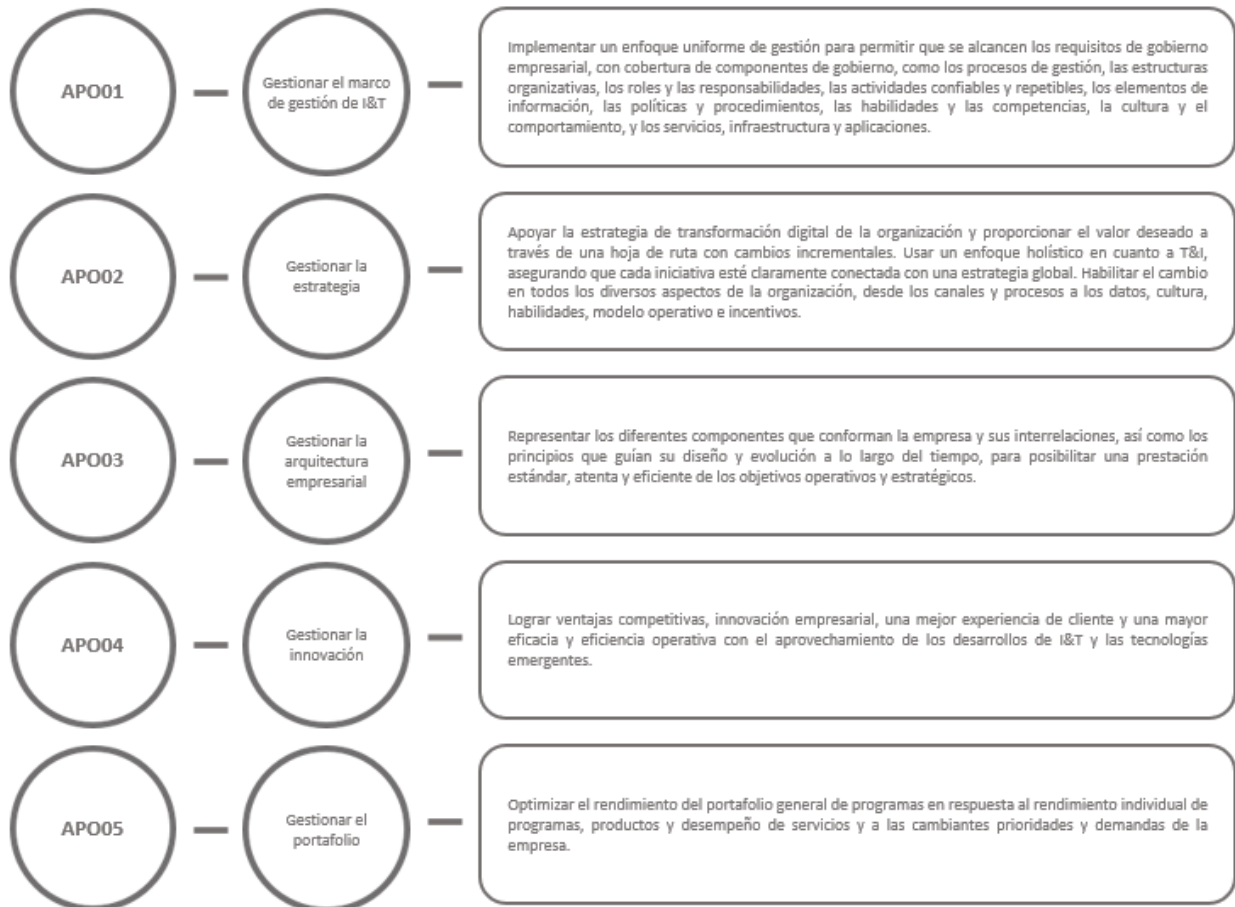 APO01
Gestionar el marco
de gestión de I&T
Implementar un enfoque uniforme de gestión para permitir que se alcancen los requisitos de gobierno
empresarial, con cobertura de componentes de gobierno, como los procesos de gestión, las estructuras
organizativas, los roles y las responsabilidades, las actividades confiables y repetibles, los elementos de
información, las políticas y procedimientos, las habilidades y las competencias, la cultura y el
comportamiento, y los servicios, infraestructura y aplicaciones.
APO02
Gestionar la
estrategia
Apoyar la estrategia de transformación digital de la organización y proporcionar el valor deseado a
través de una hoja de ruta con cambios incrementales. Usar un enfoque holístico en cuanto a T&I,
asegurando que cada iniciativa esté claramente conectada con una estrategia global. Habilitar el cambio
en todos los diversos aspectos de la organización, desde los canales y procesos a los datos, cultura,
habilidades, modelo operativo e incentivos.
APO03
Gestionar la
arquitectura
empresarial
Representar los diferentes componentes que conforman la empresa y sus interrelaciones, así como los
principios que guían su diseño y evolución a lo largo del tiempo, para posibilitar una prestación
estándar, atenta y eficiente de los objetivos operativos y estratégicos.
APO04
Gestionar la
innovación
Lograr ventajas competitivas, innovación empresarial, una mejor experiencia de cliente y una mayor
eficacia y eficiencia operativa con el aprovechamiento de los desarrollos de I&T y las tecnologías
emergentes.
APO05
Gestionar el
portafolio
Optimizar el rendimiento del portafolio general de programas en respuesta al rendimiento individual de
programas, productos y desempeño de servicios y a las cambiantes prioridades y demandas de la
empresa.